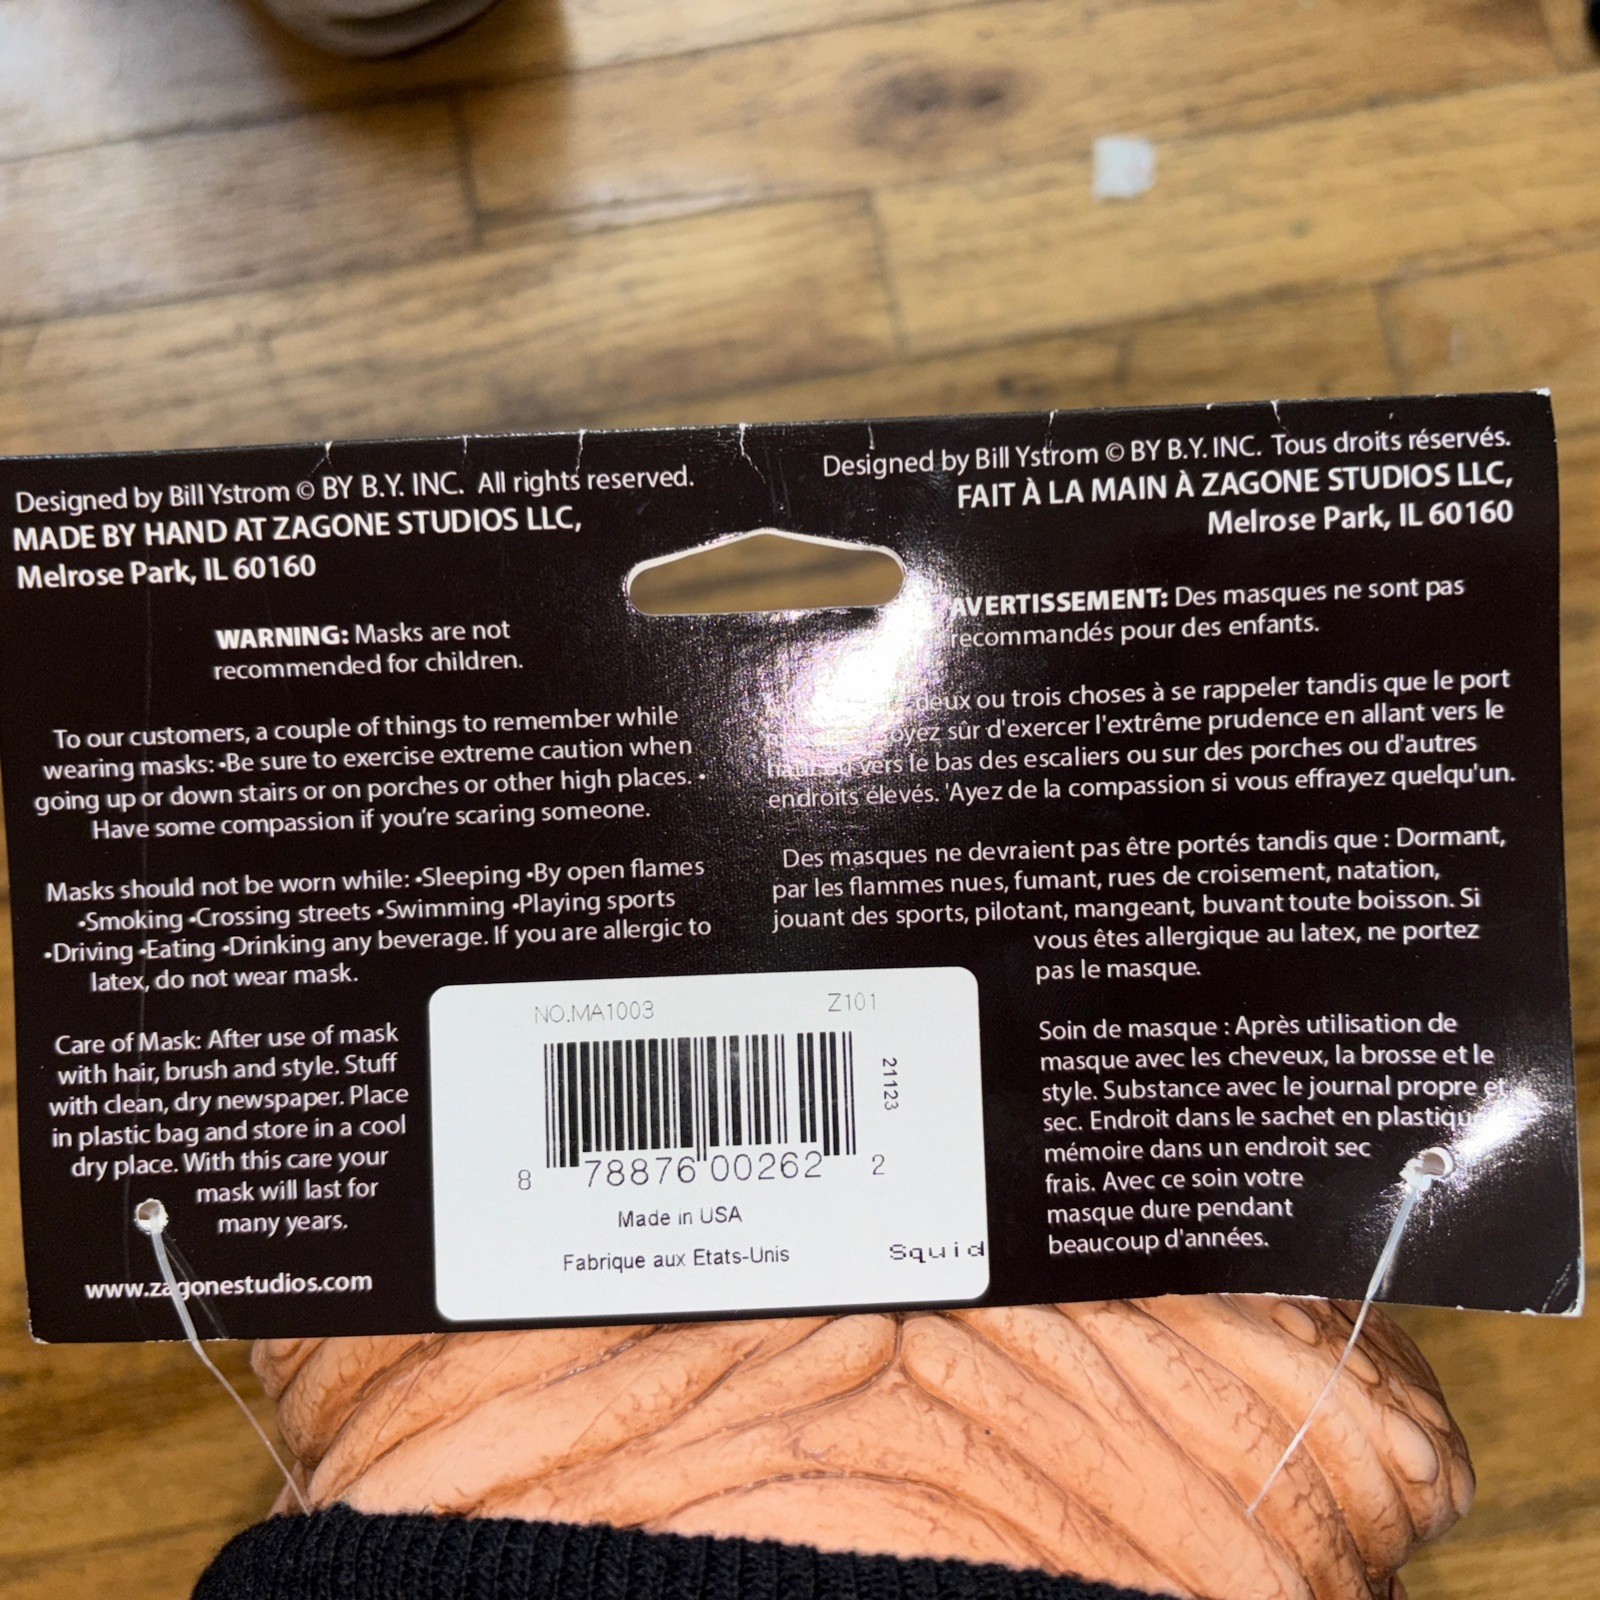 Designed by Bill Ystrom © BY B.Y. INC. All rights reserved.
MADE BY HAND AT ZAGONE STUDIOS LLC,
Melrose Park, IL 60160
WARNING: Masks are not
recommended for children.
To our customers, a couple of things to remember while
wearing masks: •Be sure to exercise extreme caution when
going up or down stairs or on porches or other high places. •
Have some compassion if you're scaring someone.
Masks should not be worn while: •Sleeping •By open flames
•Smoking •Crossing streets •Swimming •Playing sports
•Driving •Eating •Drinking any beverage. If you are allergic to
latex, do not wear mask.
Care of Mask: After use of mask
with hair, brush and style. Stuff
with clean, dry newspaper. Place
in plastic bag and store in a cool
dry place. With this care your
mask will last for
many years.
www.zagonestudios.com
Designed by Bill Ystrom © BY B.Y. INC. Tous droits réservés.
FAIT À LA MAIN À ZAGONE STUDIOS LLC,
Melrose Park, IL 60160
AVERTISSEMENT: Des masques ne sont pas
recommandés pour des enfants.
deux ou trois choses à se rappeler tandis que le port
sûr d'exercer l'extrême prudence en allant vers le
vers le bas des escaliers ou sur des porches ou d'autres
endroits élevés. 'Ayez de la compassion si vous effrayez quelqu'un.
Des masques ne devraient pas être portés tandis que : Dormant,
par les flammes nues, fumant, rues de croisement, natation,
jouant des sports, pilotant, mangeant, buvant toute boisson. Si
vous êtes allergique au latex, ne portez
pas le masque.
Soin de masque : Après utilisation de
masque avec les cheveux, la brosse et le
style. Substance avec le journal propre et
sec. Endroit dans le sachet en plastique
mémoire dans un endroit sec
frais. Avec ce soin votre
masque dure pendant
beaucoup d'années.
NO.MA1003 Z101
21123
8 78876 00262 2
Made in USA
Fabrique aux Etats-Unis
Squid